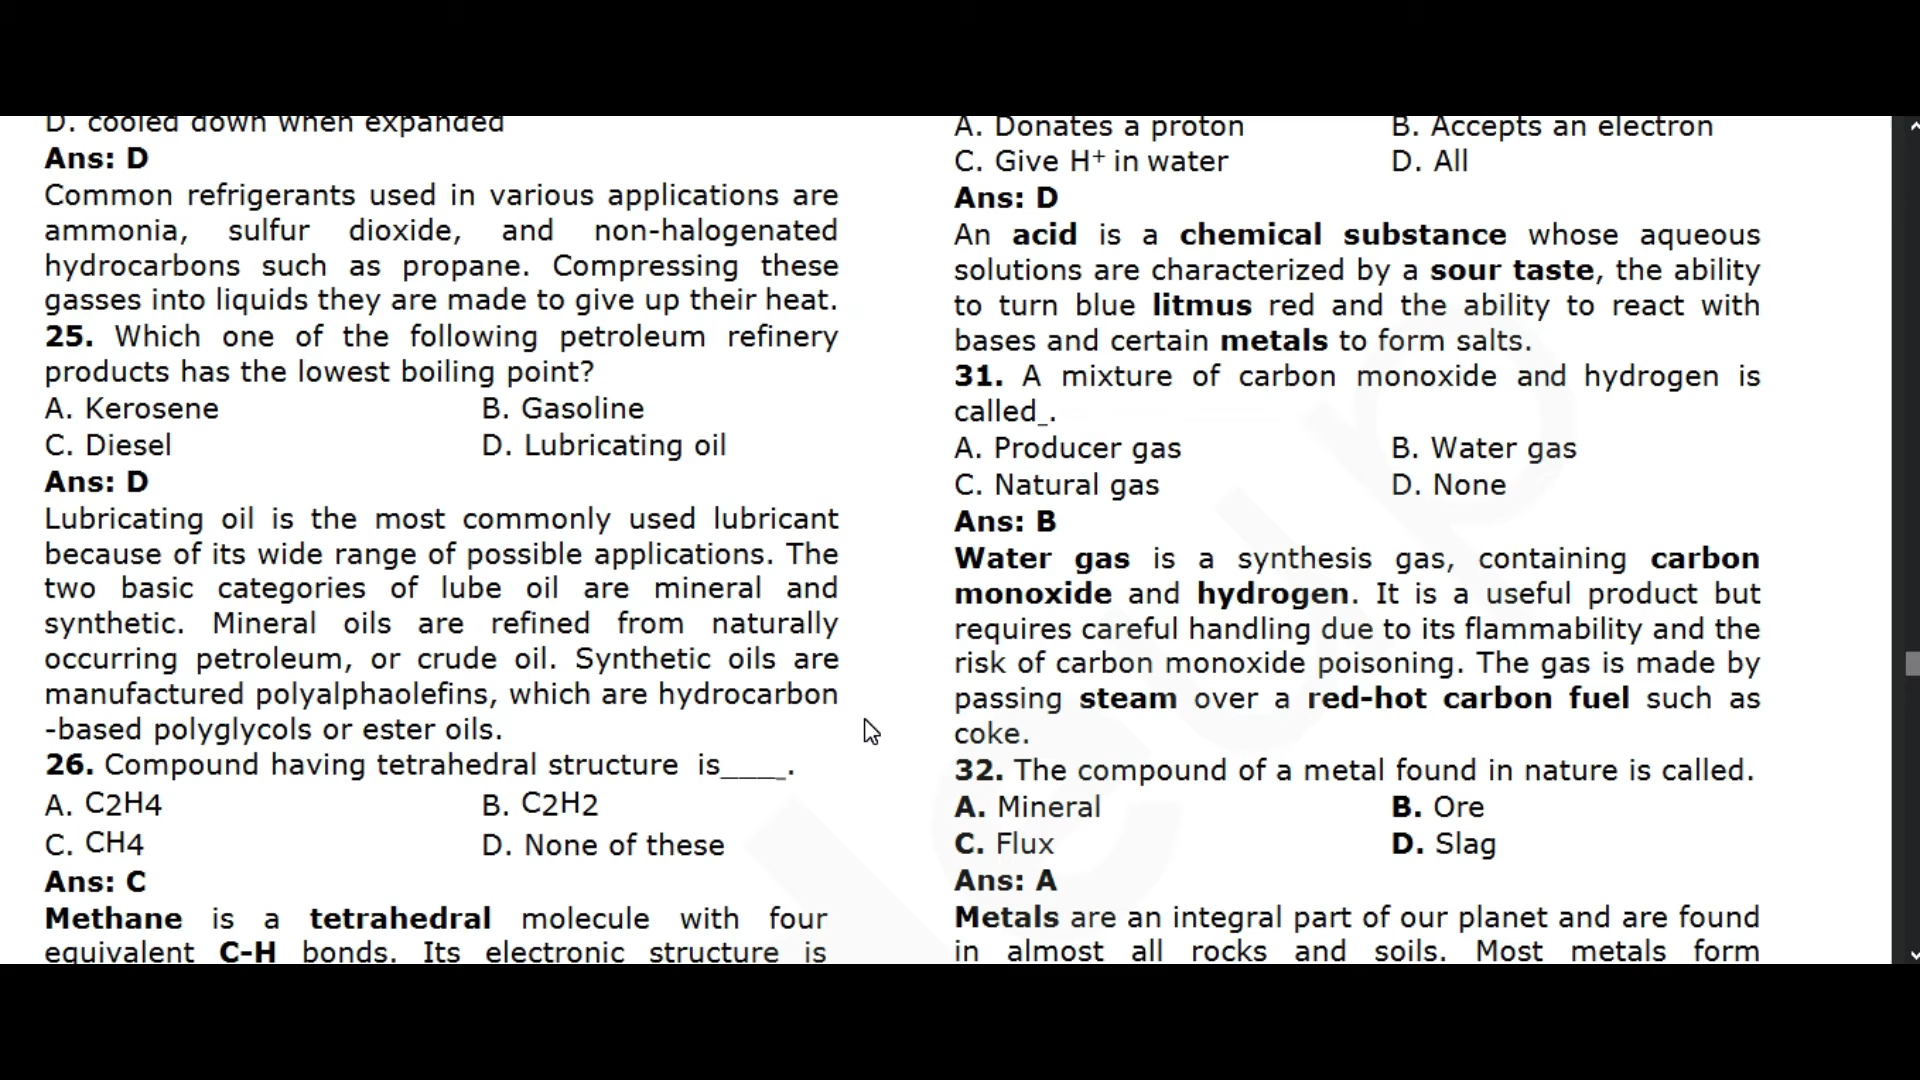 D. cooled down when expanded
Ans: D
Common refrigerants used in various applications are
ammonia, sulfur dioxide, and non-halogenated
hydrocarbons such as propane. Compressing these
gasses into liquids they are made to give up their heat.
25. Which one of the following petroleum refinery
products has the lowest boiling point?
A. Kerosene B. Gasoline
C. Diesel D. Lubricating oil
Ans: D
Lubricating oil is the most commonly used lubricant
because of its wide range of possible applications. The
two basic categories of lube oil are mineral and
synthetic. Mineral oils are refined from naturally
occurring petroleum, or crude oil. Synthetic oils are
manufactured polyalphaolefins, which are hydrocarbon
-based polyglycols or ester oils.
26. Compound having tetrahedral structure is____.
A. C2H4 B. C2H2
C. CH4 D. None of these
Ans: C
Methane is a tetrahedral molecule with four
equivalent C-H bonds. Its electronic structure is
A. Donates a proton B. Accepts an electron
C. Give H⁺ in water D. All
Ans: D
An acid is a chemical substance whose aqueous
solutions are characterized by a sour taste, the ability
to turn blue litmus red and the ability to react with
bases and certain metals to form salts.
31. A mixture of carbon monoxide and hydrogen is
called_.
A. Producer gas B. Water gas
C. Natural gas D. None
Ans: B
Water gas is a synthesis gas, containing carbon
monoxide and hydrogen. It is a useful product but
requires careful handling due to its flammability and the
risk of carbon monoxide poisoning. The gas is made by
passing steam over a red-hot carbon fuel such as
coke.
32. The compound of a metal found in nature is called.
A. Mineral B. Ore
C. Flux D. Slag
Ans: A
Metals are an integral part of our planet and are found
in almost all rocks and soils. Most metals form